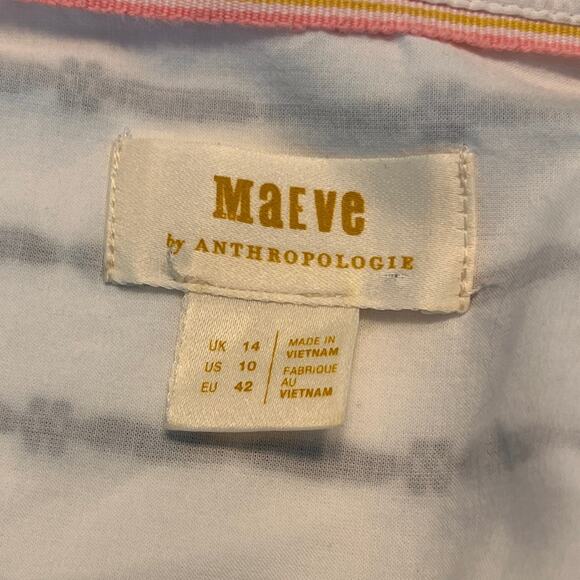 MaEve
by ANTHROPOLOGIE
UK 14
US 10
EU 42
MADE IN
VIETNAM
FABRIQUE
AU
VIETNAM